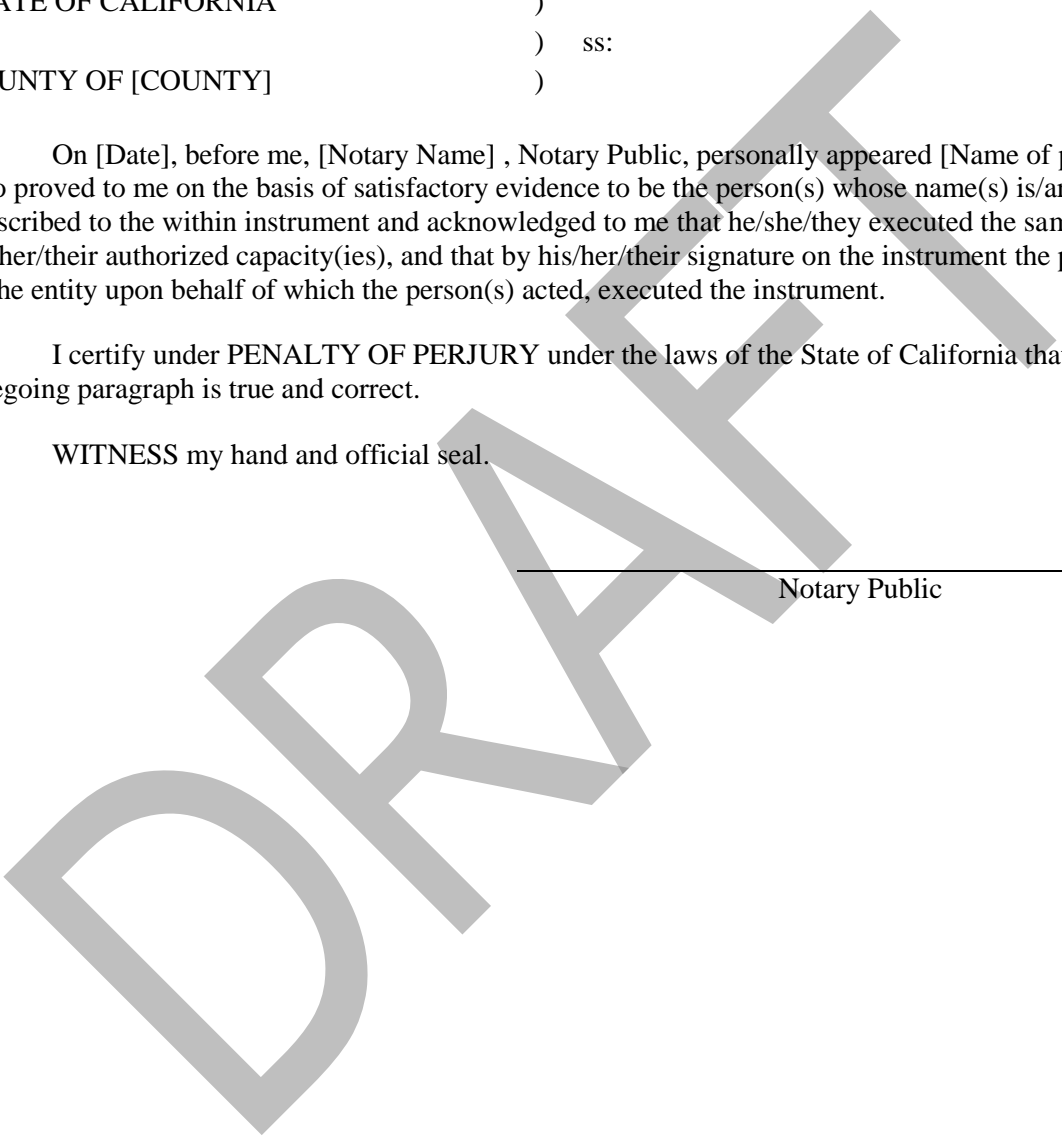 ATE OF CALIFORNIA )
) ss:
UNTY OF [COUNTY] )
On [Date], before me, [Notary Name] , Notary Public, personally appeared [Name of p
o proved to me on the basis of satisfactory evidence to be the person(s) whose name(s) is/ar
scribed to the within instrument and acknowledged to me that he/she/they executed the sam
her/their authorized capacity(ies), and that by his/her/their signature on the instrument the p
he entity upon behalf of which the person(s) acted, executed the instrument.
I certify under PENALTY OF PERJURY under the laws of the State of California that
egoing paragraph is true and correct.
WITNESS my hand and official seal.
Notary Public
DRAFT